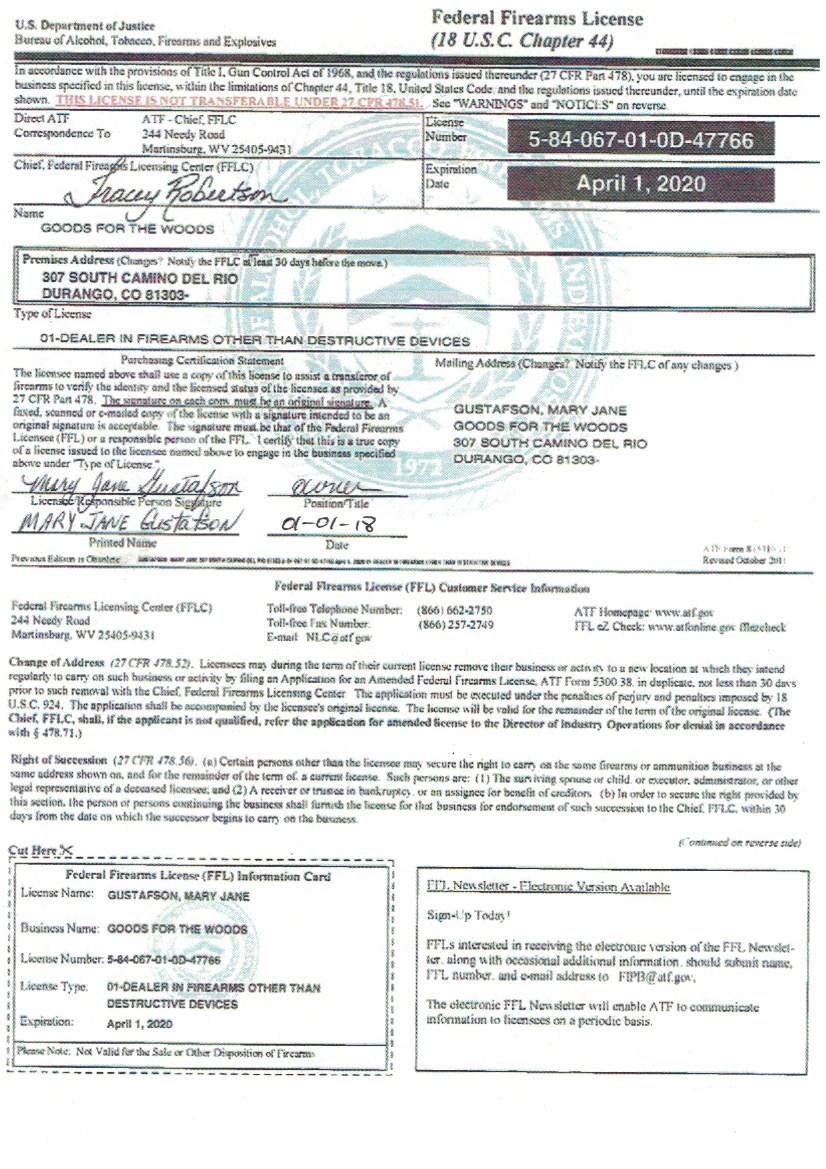 U.S. Department of Justice
Bureau of Alcohol, Tobacco, Firearms and Explosives
Federal Firearms License
(18 U.S.C. Chapter 44)
In accordance with the provisions of Title I, Gun Control Act of 1968, and the regulations issued thereunder (27 CFR Part 478), you are licensed to engage in the
business specified in this license, within the limitations of Chapter 44, Title 18, United States Code, and the regulations issued thereunder, until the expiration date
shown. THIS LICENSE IS NOT TRANSFERABLE UNDER 27 CFR 478.51. See "WARNINGS" and "NOTICES" on reverse.
Direct ATF
Correspondence To
ATF - Chief, FFLC
244 Needy Road
Martinsburg, WV 25405-9431
License
Number
5-84-067-01-0D-47766
Chief, Federal Firearms Licensing Center (FFLC)
Tracey Robertson
Expiration
Date
April 1, 2020
Name
GOODS FOR THE WOODS
Premises Address (Changes? Notify the FFLC at least 30 days before the move.)
307 SOUTH CAMINO DEL RIO
DURANGO, CO 81303-
Type of License
01-DEALER IN FIREARMS OTHER THAN DESTRUCTIVE DEVICES
Purchasing Certification Statement
The licensee named above shall use a copy of this license to assist a transferor of
firearms to verify the identity and the licensed status of the licensee as provided by
27 CFR Part 478. The signature on each copy must be an original signature. A
faxed, scanned or e-mailed copy of the license with a signature intended to be an
original signature is acceptable. The signature must be that of the Federal Firearms
Licensee (FFL) or a responsible person of the FFL. I certify that this is a true copy
of a license issued to the licensee named above to engage in the business specified
above under "Type of License."
Mailing Address (Changes? Notify the FFLC of any changes.)
GUSTAFSON, MARY JANE
GOODS FOR THE WOODS
307 SOUTH CAMINO DEL RIO
DURANGO, CO 81303-
1972
Mary Jane Gustafson owner
Licensee/Responsible Person Signature Position/Title
MARY JANE GUSTAFSON 01-01-18
Printed Name Date
Previous Edition is Obsolete
ATF Form 8 (5310.11)
Revised October 2011
Federal Firearms License (FFL) Customer Service Information
Federal Firearms Licensing Center (FFLC)
244 Needy Road
Martinsburg, WV 25405-9431
Toll-free Telephone Number: (866) 662-2750
Toll-free Fax Number: (866) 257-2749
E-mail: NLC@atf.gov
ATF Homepage: www.atf.gov
FFL eZ Check: www.atfonline.gov/fflezcheck
Change of Address (27 CFR 478.52). Licensees may during the term of their current license remove their business or activity to a new location at which they intend
regularly to carry on such business or activity by filing an Application for an Amended Federal Firearms License, ATF Form 5300.38, in duplicate, not less than 30 days
prior to such removal with the Chief, Federal Firearms Licensing Center. The application must be executed under the penalties of perjury and penalties imposed by 18
U.S.C. 924. The application shall be accompanied by the licensee's original license. The license will be valid for the remainder of the term of the original license. (The
Chief, FFLC, shall, if the applicant is not qualified, refer the application for amended license to the Director of Industry Operations for denial in accordance
with § 478.71.)
Right of Succession (27 CFR 478.56). (a) Certain persons other than the licensee may secure the right to carry on the same firearms or ammunition business at the
same address shown on, and for the remainder of the term of, a current license. Such persons are: (1) The surviving spouse or child, or executor, administrator, or other
legal representative of a deceased licensee; and (2) A receiver or trustee in bankruptcy, or an assignee for benefit of creditors. (b) In order to secure the right provided by
this section, the person or persons continuing the business shall furnish the license for that business for endorsement of such succession to the Chief, FFLC, within 30
days from the date on which the successor begins to carry on the business.
(Continued on reverse side)
Cut Here
Federal Firearms License (FFL) Information Card
License Name: GUSTAFSON, MARY JANE
Business Name: GOODS FOR THE WOODS
License Number: 5-84-067-01-0D-47766
License Type: 01-DEALER IN FIREARMS OTHER THAN
DESTRUCTIVE DEVICES
Expiration: April 1, 2020
Please Note: Not Valid for the Sale or Other Disposition of Firearms
FFL Newsletter - Electronic Version Available
Sign-Up Today!
FFLs interested in receiving the electronic version of the FFL Newslet-
ter, along with occasional additional information, should submit name,
FFL number, and e-mail address to FIPB@atf.gov.
The electronic FFL Newsletter will enable ATF to communicate
information to licensees on a periodic basis.